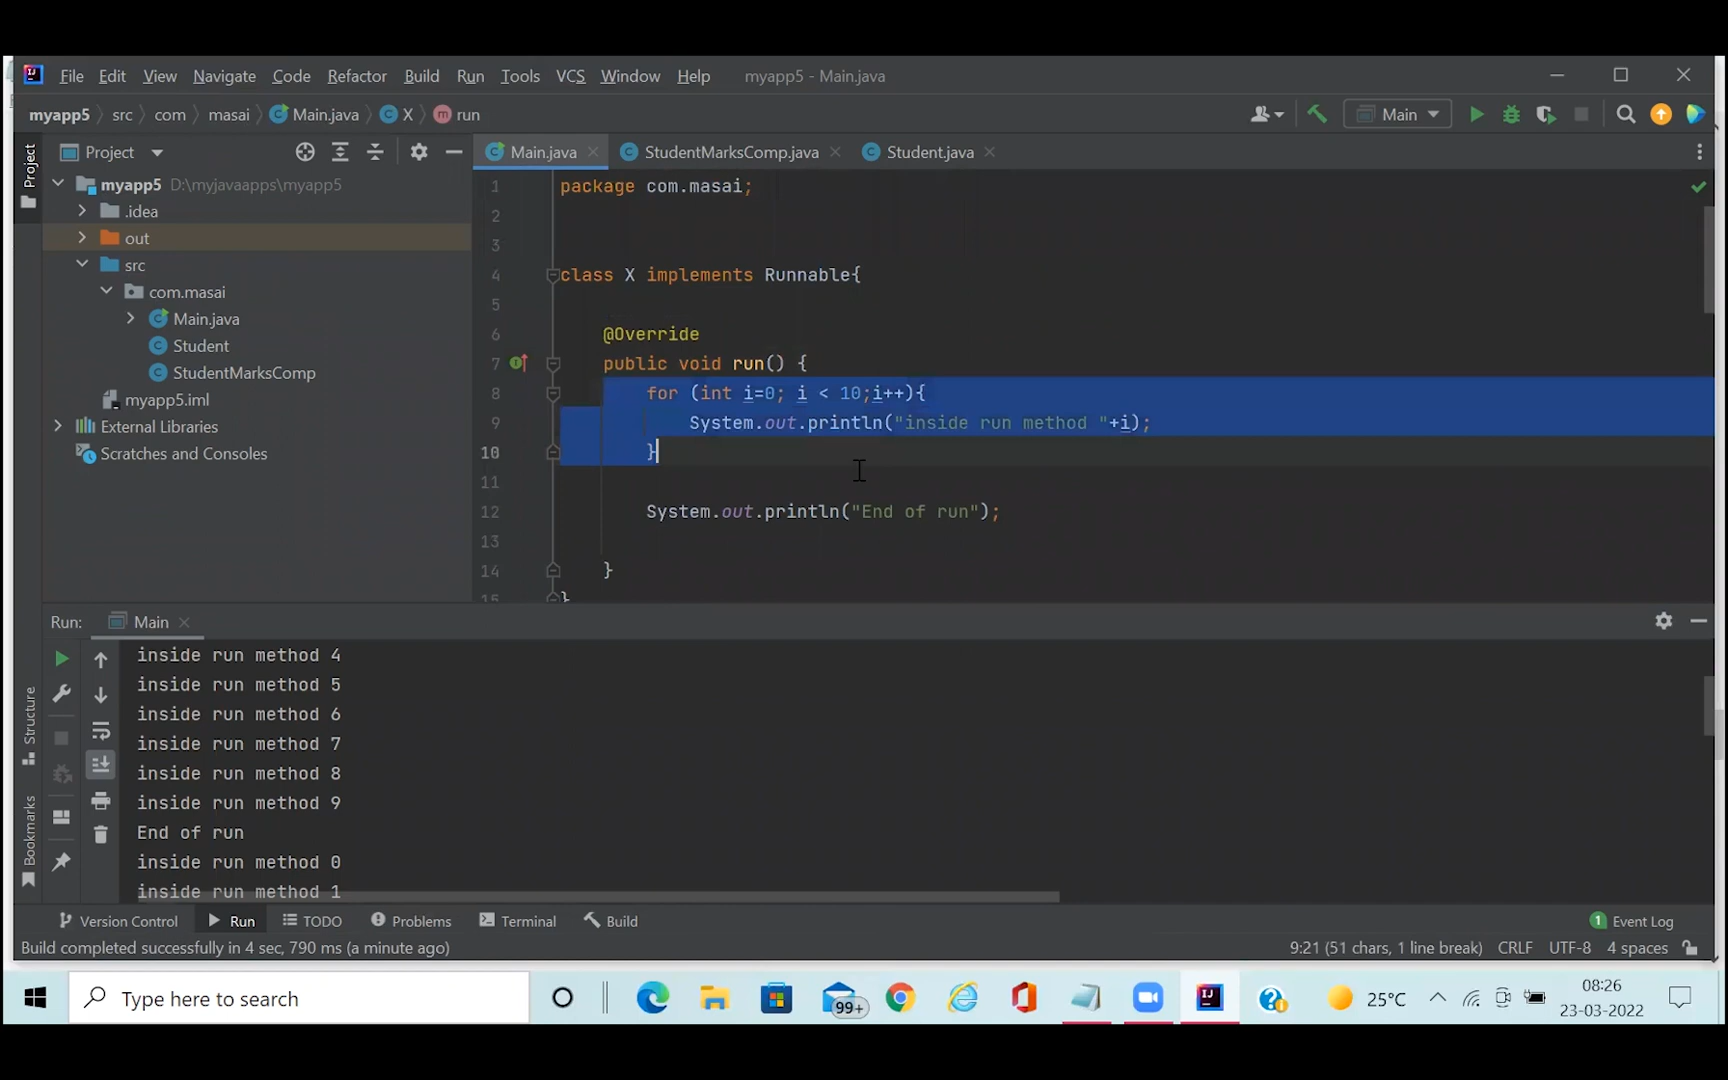 File Edit View Navigate Code Refactor Build Run Tools VCS Window Help myapp5 - Main.java
myapp5 src com masai Main.java X run Main
Project Main.java StudentMarksComp.java Student.java
Project
myapp5 D:\myjavaapps\myapp5
.idea
out
src
com.masai
Main.java
Student
StudentMarksComp
myapp5.iml
External Libraries
Scratches and Consoles
1 package com.masai;
2
3
4 class X implements Runnable{
5
6 @Override
7 public void run() {
8 for (int i=0; i < 10;i++){
9 System.out.println("inside run method "+i);
10 }
11
12 System.out.println("End of run");
13
14 }
15 }
Run: Main
inside run method 4
inside run method 5
inside run method 6
inside run method 7
inside run method 8
inside run method 9
End of run
inside run method 0
inside run method 1
Structure
Bookmarks
Version Control Run TODO Problems Terminal Build 1 Event Log
Build completed successfully in 4 sec, 790 ms (a minute ago) 9:21 (51 chars, 1 line break) CRLF UTF-8 4 spaces
Type here to search 99+ 25°C 08:26
23-03-2022